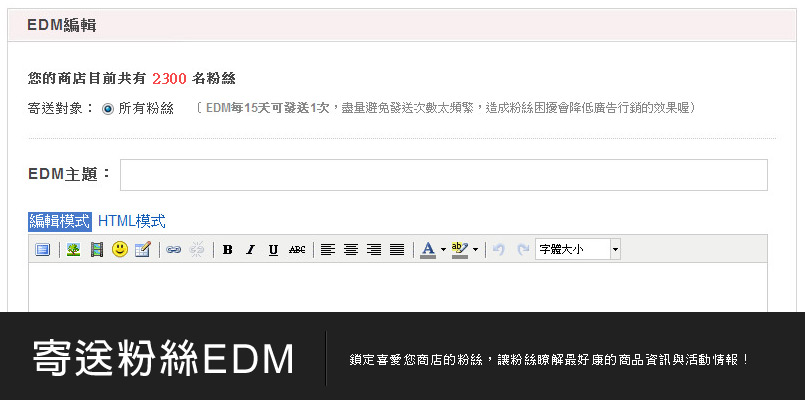 EDM編輯
您的商店目前共有 2300 名粉絲
寄送對象： 所有粉絲 〔 EDM每15天可發送1次，盡量避免發送次數太頻繁，造成粉絲困擾會降低廣告行銷的效果喔〕
EDM主題：
編輯模式 HTML模式
B I U ABC A ab 字體大小
寄送粉絲EDM
鎖定喜愛您商店的粉絲，讓粉絲瞭解最好康的商品資訊與活動情報！